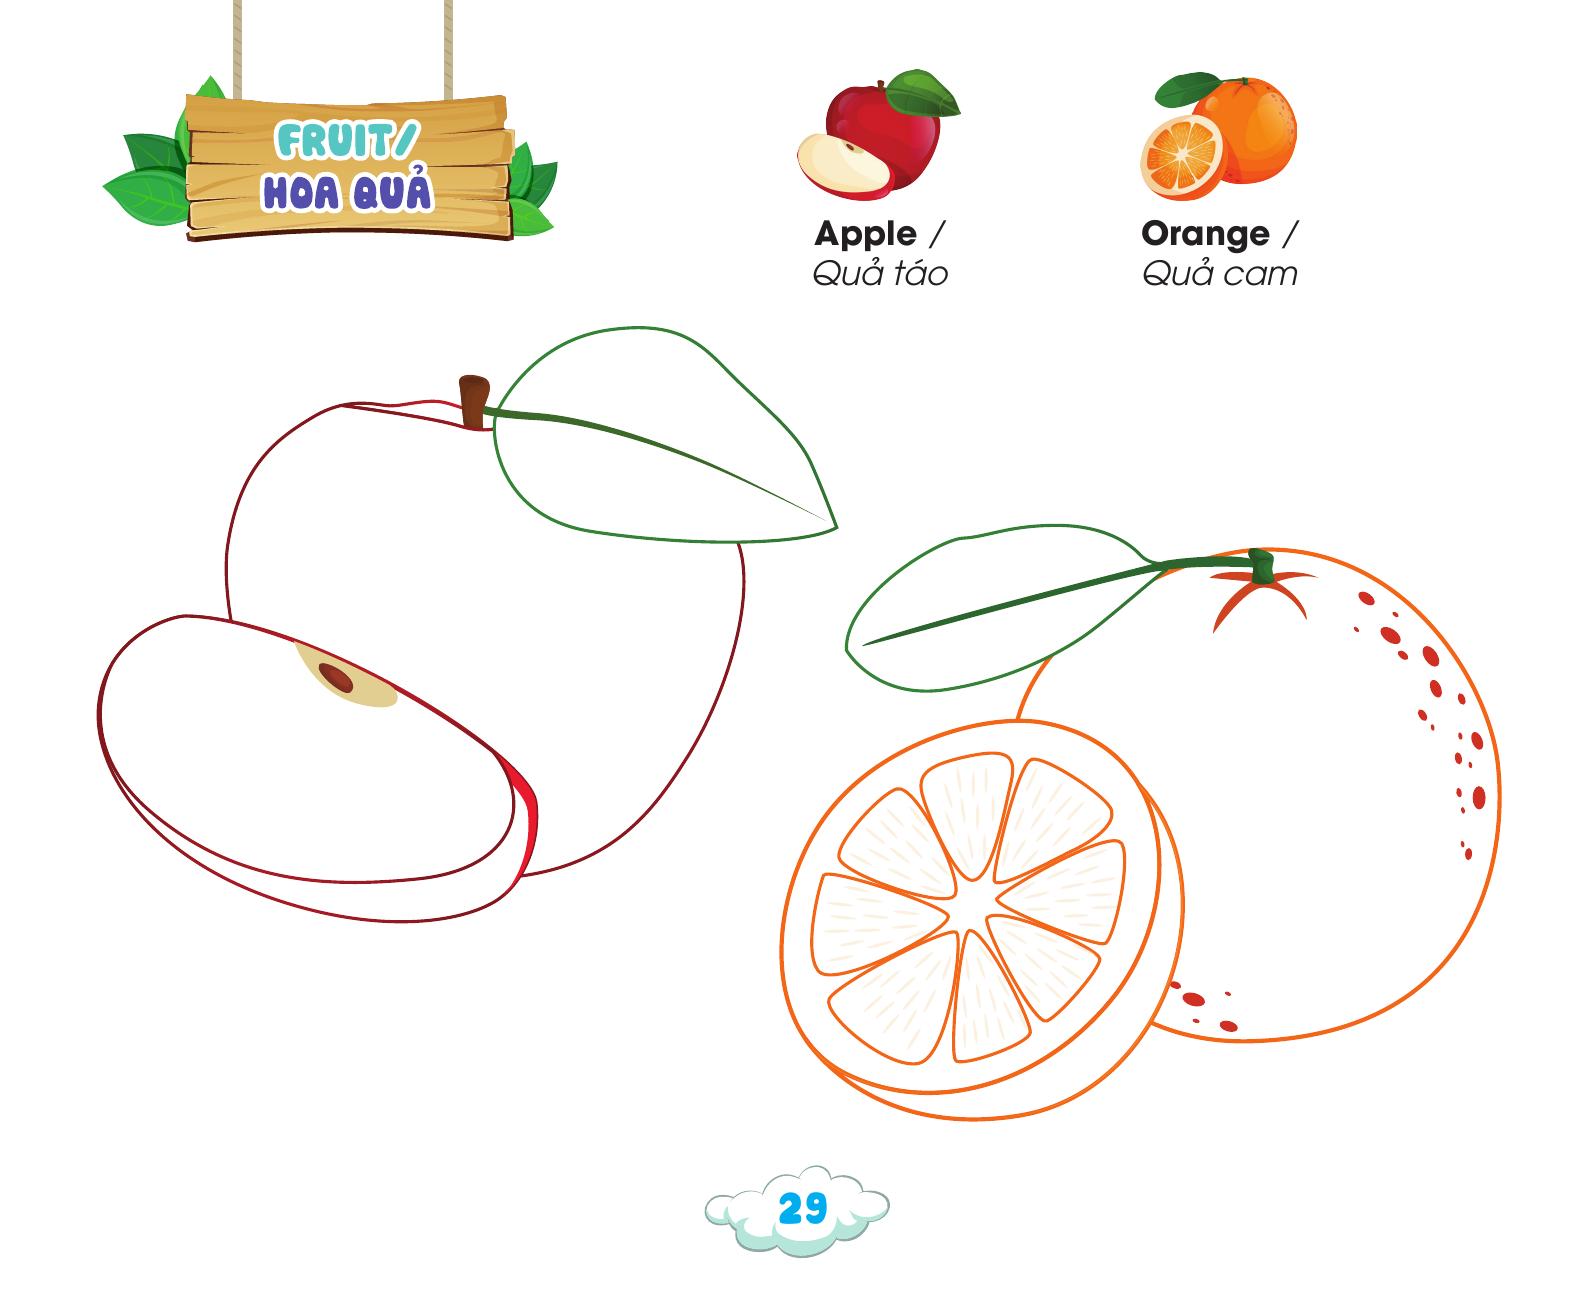 FRUIT/
HOA QUẢ
Apple /
Quả táo
Orange /
Quả cam
29